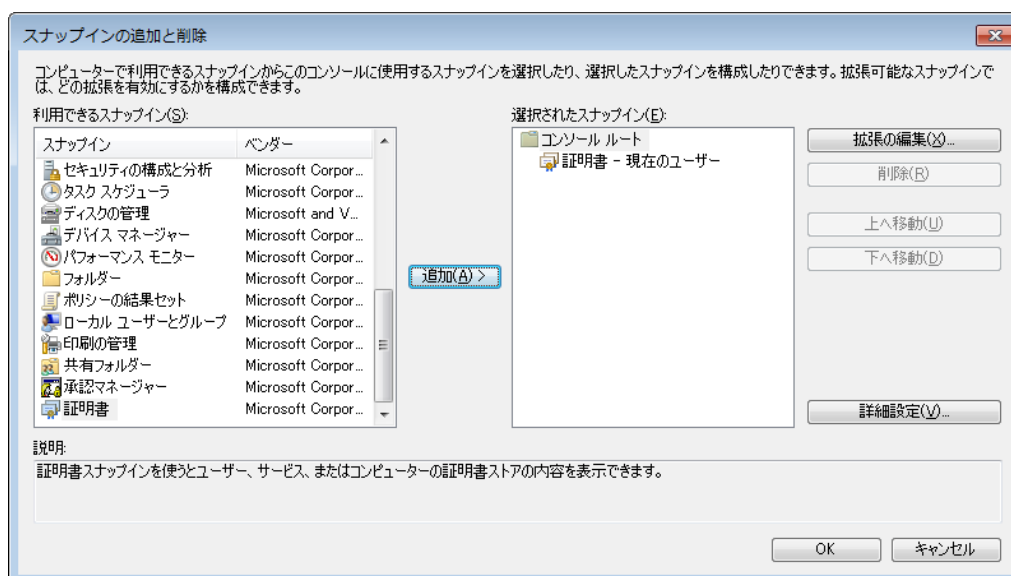 スナップインの追加と削除
コンピューターで利用できるスナップインからこのコンソールに使用するスナップインを選択したり、選択したスナップインを構成したりできます。拡張可能なスナップインで
は、どの拡張を有効にするかを構成できます。
利用できるスナップイン(S):
スナップイン ベンダー
セキュリティの構成と分析 Microsoft Corpor...
タスク スケジューラ Microsoft Corpor...
ディスクの管理 Microsoft and V...
デバイス マネージャー Microsoft Corpor...
パフォーマンス モニター Microsoft Corpor...
フォルダー Microsoft Corpor...
ポリシーの結果セット Microsoft Corpor...
ローカル ユーザーとグループ Microsoft Corpor...
印刷の管理 Microsoft Corpor...
共有フォルダー Microsoft Corpor...
承認マネージャー Microsoft Corpor...
証明書 Microsoft Corpor...
追加(A) >
選択されたスナップイン(E):
コンソール ルート
証明書 - 現在のユーザー
拡張の編集(X)...
削除(R)
上へ移動(U)
下へ移動(D)
詳細設定(V)...
説明:
証明書スナップインを使うとユーザー、サービス、またはコンピューターの証明書ストアの内容を表示できます。
OK
キャンセル